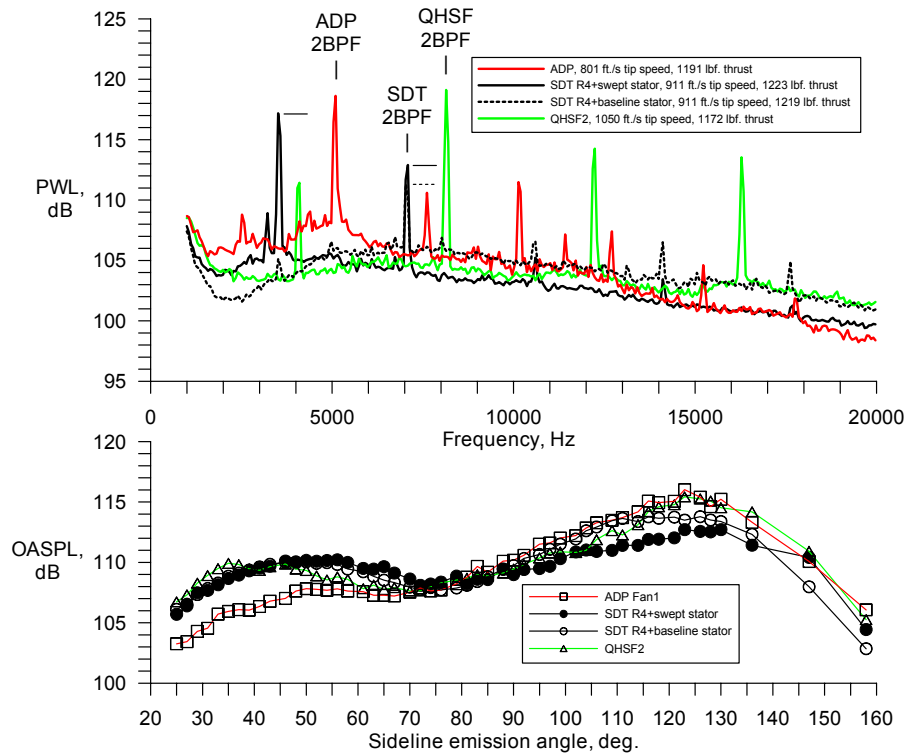 125
120
115
110
105
100
95
PWL,
dB
ADP
2BPF
QHSF
2BPF
SDT
2BPF
ADP, 801 ft./s tip speed, 1191 lbf. thrust
SDT R4+swept stator, 911 ft./s tip speed, 1223 lbf. thrust
SDT R4+baseline stator, 911 ft./s tip speed, 1219 lbf. thrust
QHSF2, 1050 ft./s tip speed, 1172 lbf. thrust
0 5000 10000 15000 20000
Frequency, Hz
120
115
110
105
100
OASPL,
dB
ADP Fan1
SDT R4+swept stator
SDT R4+baseline stator
QHSF2
20 30 40 50 60 70 80 90 100 110 120 130 140 150 160
Sideline emission angle, deg.